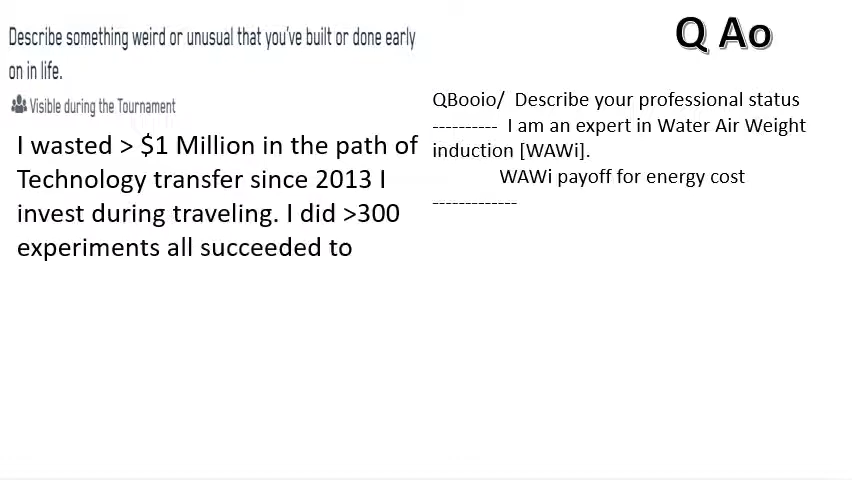 Describe something weird or unusual that you've built or done early
on in life.
Visible during the Tournament
I wasted > $1 Million in the path of
Technology transfer since 2013 I
invest during traveling. I did >300
experiments all succeeded to
Q Ao
QBooio/  Describe your professional status
----------  I am an expert in Water Air Weight
induction [WAWi].
WAWi payoff for energy cost
-------------